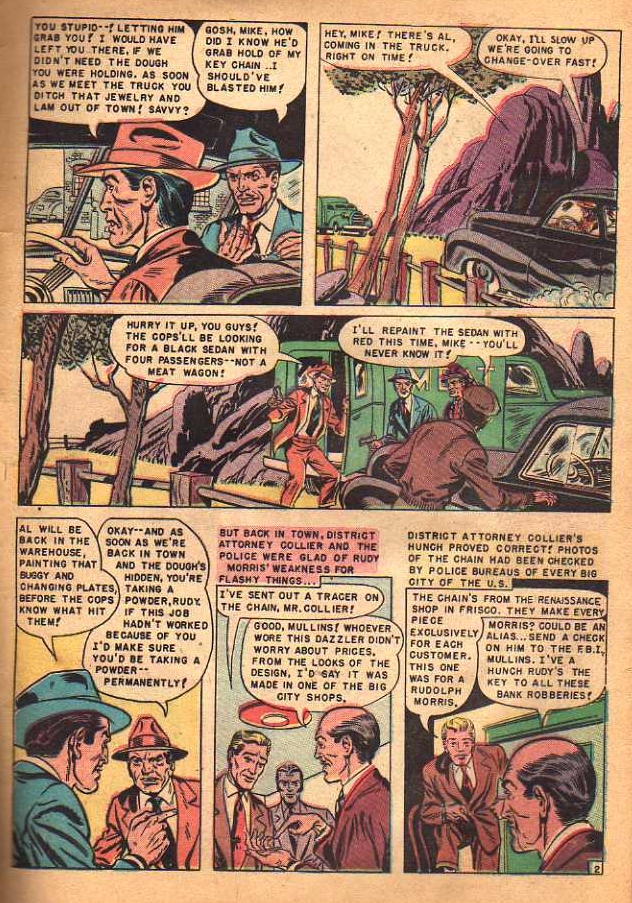 YOU STUPID--! LETTING HIM
GRAB YOU! I WOULD HAVE
LEFT YOU THERE, IF WE
DIDN'T NEED THE DOUGH
YOU WERE HOLDING. AS SOON
AS WE MEET THE TRUCK YOU
DITCH THAT JEWELRY AND
LAM OUT OF TOWN! SAVVY?
GOSH, MIKE, HOW
DID I KNOW HE'D
GRAB HOLD OF MY
KEY CHAIN ..I
SHOULD'VE
BLASTED HIM!
HEY, MIKE! THERE'S AL,
COMING IN THE TRUCK.
RIGHT ON TIME!
OKAY, I'LL SLOW UP
WE'RE GOING TO
CHANGE-OVER FAST!
HURRY IT UP, YOU GUYS!
THE COPS'LL BE LOOKING
FOR A BLACK SEDAN WITH
FOUR PASSENGERS--NOT A
MEAT WAGON!
I'LL REPAINT THE SEDAN WITH
RED THIS TIME, MIKE--YOU'LL
NEVER KNOW IT!
M
AL WILL BE
BACK IN THE
WAREHOUSE,
PAINTING THAT
BUGGY AND
CHANGING PLATES,
BEFORE THE COPS
KNOW WHAT HIT
THEM!
OKAY--AND AS
SOON AS WE'RE
BACK IN TOWN
AND THE DOUGH'S
HIDDEN, YOU'RE
TAKING A
POWDER, RUDY.
IF THIS JOB
HADN'T WORKED
BECAUSE OF YOU
I'D MAKE SURE
YOU'D BE TAKING A
POWDER--
PERMANENTLY!
BUT BACK IN TOWN, DISTRICT
ATTORNEY COLLIER AND THE
POLICE WERE GLAD OF RUDY
MORRIS' WEAKNESS FOR
FLASHY THINGS...
I'VE SENT OUT A TRACER ON
THE CHAIN, MR. COLLIER!
GOOD, MULLINS! WHOEVER
WORE THIS DAZZLER DIDN'T
WORRY ABOUT PRICES.
FROM THE LOOKS OF THE
DESIGN, I'D SAY IT WAS
MADE IN ONE OF THE BIG
CITY SHOPS.
DISTRICT ATTORNEY COLLIER'S
HUNCH PROVED CORRECT! PHOTOS
OF THE CHAIN HAD BEEN CHECKED
BY POLICE BUREAUS OF EVERY BIG
CITY OF THE U.S.
THE CHAIN'S FROM THE RENAISSANCE
SHOP IN FRISCO. THEY MAKE EVERY
PIECE
EXCLUSIVELY
FOR EACH
CUSTOMER.
THIS ONE
WAS FOR A
RUDOLPH
MORRIS.
MORRIS? COULD BE AN
ALIAS...SEND A CHECK
ON HIM TO THE F.B.I.,
MULLINS. I'VE A
HUNCH RUDY'S THE
KEY TO ALL THESE
BANK ROBBERIES!
2